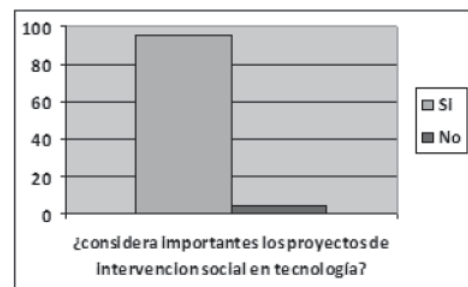 100
80
60
40
20
0
Si
No
¿considera importantes los proyectos de
intervencion social en tecnología?